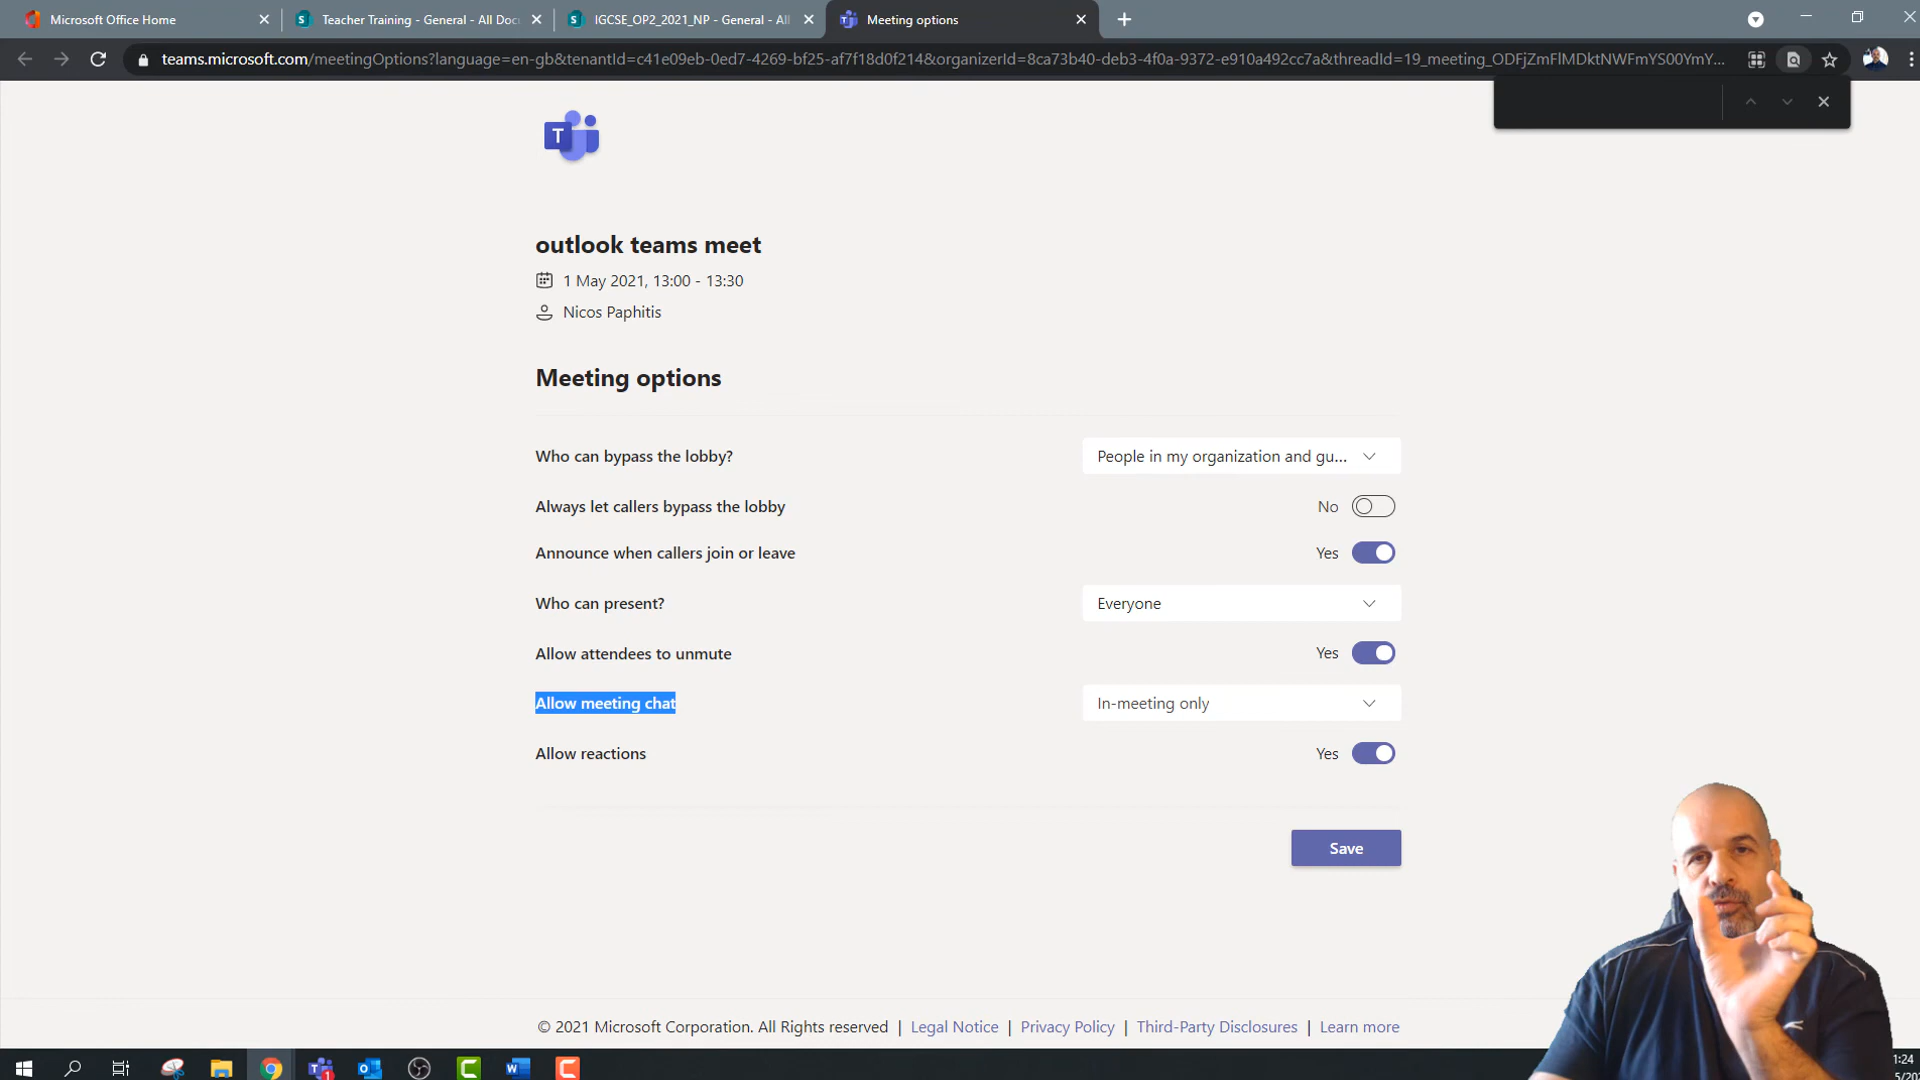 Microsoft Office Home
Teacher Training - General - All Doc
IGCSE_OP2_2021_NP - General - All
Meeting options
teams.microsoft.com/meetingOptions?language=en-gb&tenantId=c41e09eb-0ed7-4269-bf25-af7f18d0f214&organizerId=8ca73b40-deb3-4f0a-9372-e910a492cc7a&threadId=19_meeting_ODFjZmFlMDktNWFmYS00YmY...
T
outlook teams meet
1 May 2021, 13:00 - 13:30
Nicos Paphitis
Meeting options
Who can bypass the lobby?
People in my organization and gu...
Always let callers bypass the lobby
No
Announce when callers join or leave
Yes
Who can present?
Everyone
Allow attendees to unmute
Yes
Allow meeting chat
In-meeting only
Allow reactions
Yes
Save
© 2021 Microsoft Corporation. All Rights reserved | Legal Notice | Privacy Policy | Third-Party Disclosures | Learn more
1:24
5/202